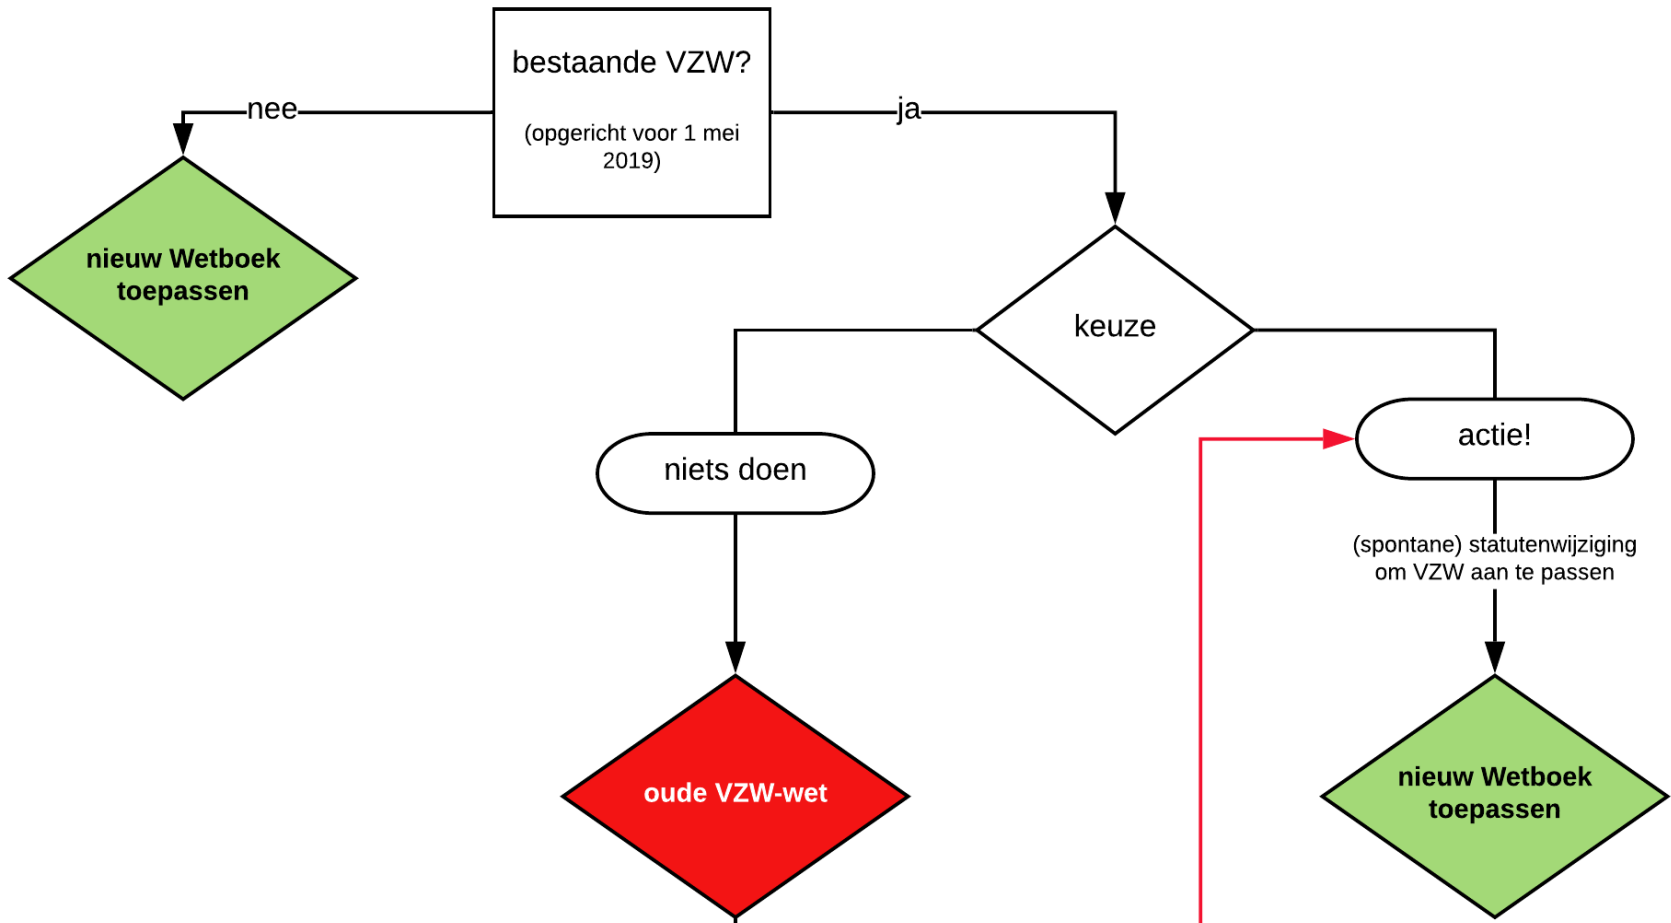 bestaande VZW?
(opgericht voor 1 mei
2019)
nee
ja
nieuw Wetboek
toepassen
keuze
niets doen
actie!
(spontane) statutenwijziging
om VZW aan te passen
oude VZW-wet
nieuw Wetboek
toepassen